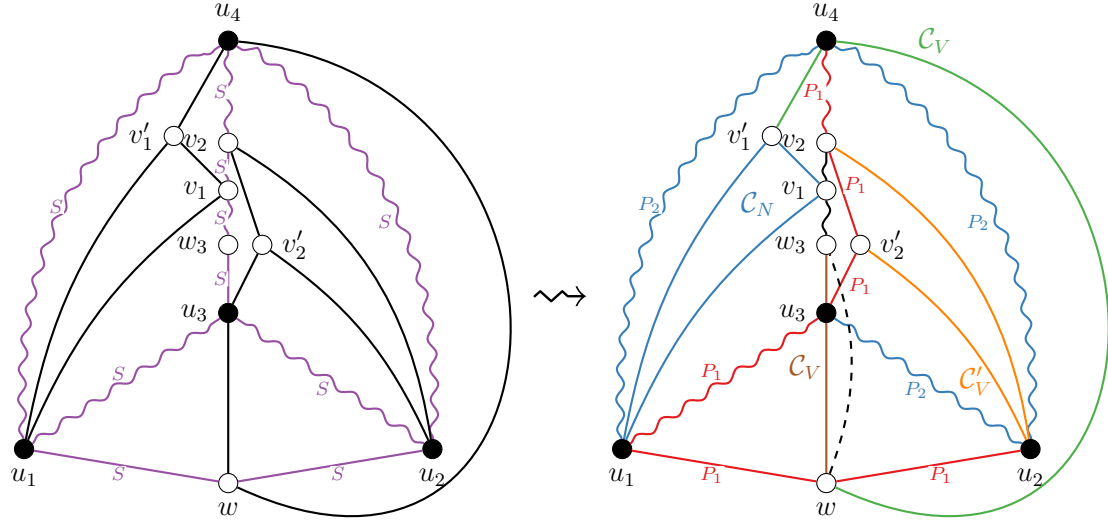 u₄
S
v′₁ v₂
S
v₁
S
S
S
w₃
v′₂
S
u₃
S
S
u₁
S
S
u₂
w
u₄
𝒞_V
P₁
v′₁ v₂
P₁
v₁
𝒞_N
P₂
P₂
w₃
v′₂
P₁
u₃
P₁
𝒞_V
P₂
𝒞′_V
u₁
P₁
P₁
u₂
w